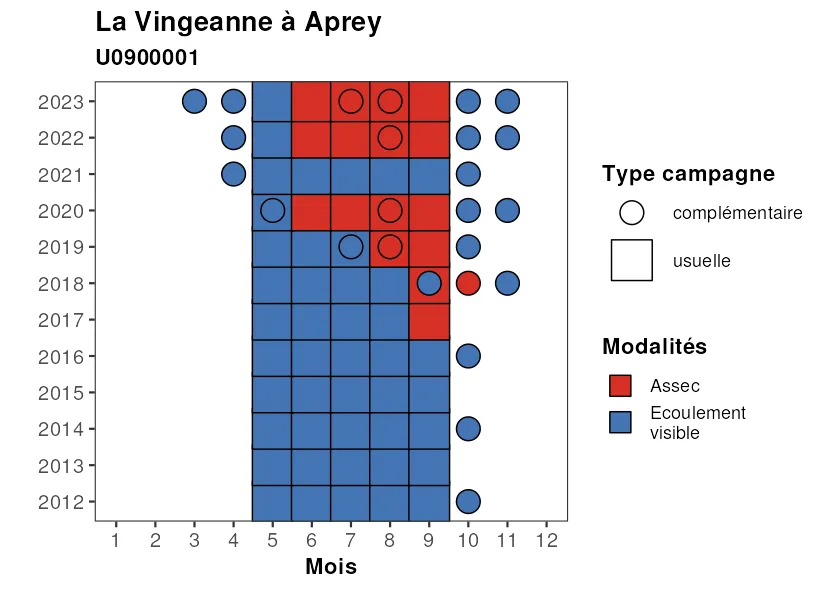 La Vingeanne à Aprey
U0900001
2023
2022
2021
2020
2019
2018
2017
2016
2015
2014
2013
2012
1 2 3 4 5 6 7 8 9 10 11 12
Mois
Type campagne
complémentaire
usuelle
Modalités
Assec
Ecoulement
visible